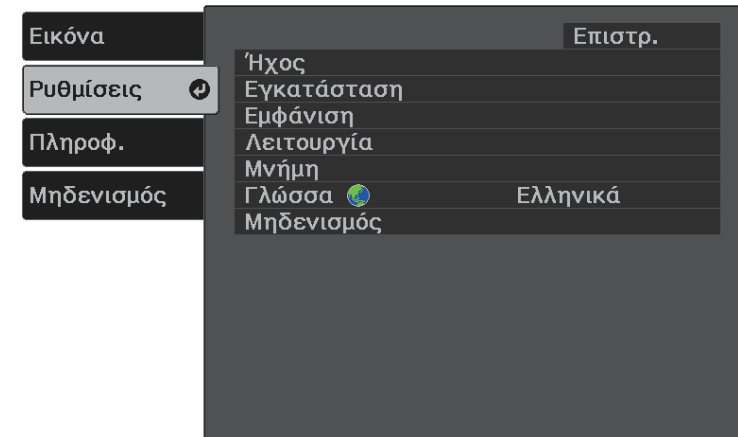 Εικόνα
Ρυθμίσεις
Πληροφ.
Μηδενισμός
Επιστρ.
Ήχος
Εγκατάσταση
Εμφάνιση
Λειτουργία
Μνήμη
Γλώσσα Ελληνικά
Μηδενισμός